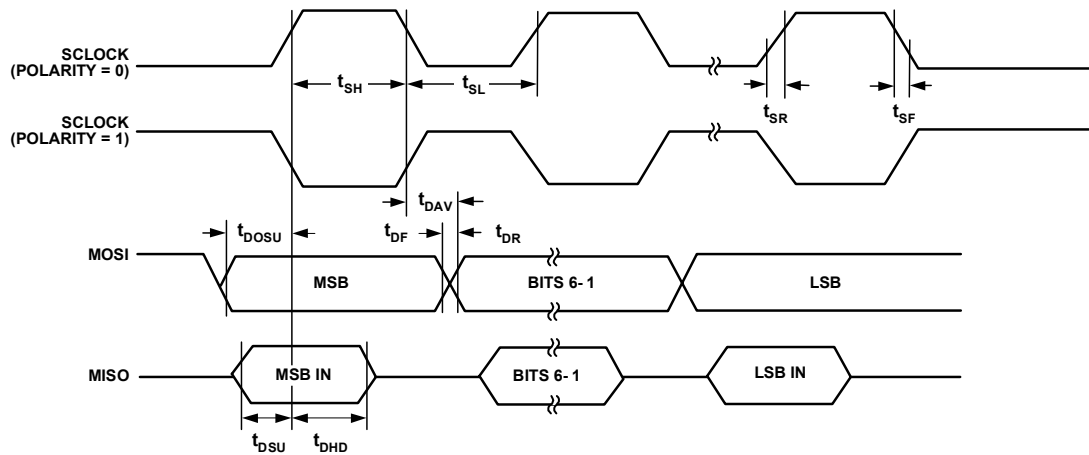 SCLOCK
(POLARITY = 0)
tSH
tSL
tSR
tSF
SCLOCK
(POLARITY = 1)
tDAV
tDOSU
tDF
tDR
MOSI
MSB
BITS 6-1
LSB
MISO
MSB IN
BITS 6-1
LSB IN
tDSU
tDHD